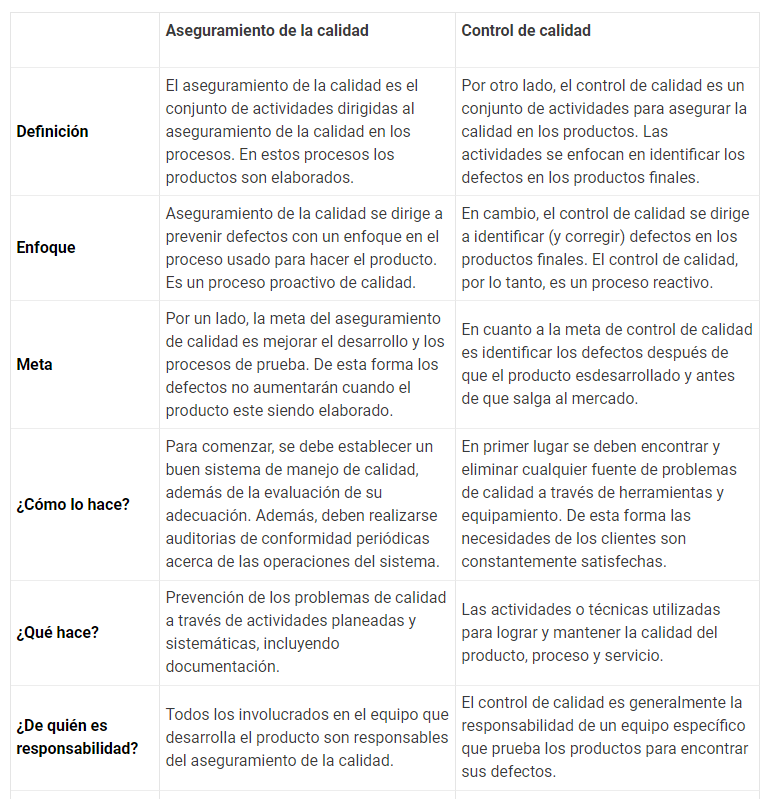 Aseguramiento de la calidad
Control de calidad
Definición
El aseguramiento de la calidad es el
conjunto de actividades dirigidas al
aseguramiento de la calidad en los
procesos. En estos procesos los
productos son elaborados.
Por otro lado, el control de calidad es un
conjunto de actividades para asegurar la
calidad en los productos. Las
actividades se enfocan en identificar los
defectos en los productos finales.
Enfoque
Aseguramiento de la calidad se dirige a
prevenir defectos con un enfoque en el
proceso usado para hacer el producto.
Es un proceso proactivo de calidad.
En cambio, el control de calidad se dirige
a identificar (y corregir) defectos en los
productos finales. El control de calidad,
por lo tanto, es un proceso reactivo.
Meta
Por un lado, la meta del aseguramiento
de calidad es mejorar el desarrollo y los
procesos de prueba. De esta forma los
defectos no aumentarán cuando el
producto este siendo elaborado.
En cuanto a la meta de control de calidad
es identificar los defectos después de
que el producto esdesarrollado y antes
de que salga al mercado.
¿Cómo lo hace?
Para comenzar, se debe establecer un
buen sistema de manejo de calidad,
además de la evaluación de su
adecuación. Además, deben realizarse
auditorias de conformidad periódicas
acerca de las operaciones del sistema.
En primer lugar se deben encontrar y
eliminar cualquier fuente de problemas
de calidad a través de herramientas y
equipamiento. De esta forma las
necesidades de los clientes son
constantemente satisfechas.
¿Qué hace?
Prevención de los problemas de calidad
a través de actividades planeadas y
sistemáticas, incluyendo
documentación.
Las actividades o técnicas utilizadas
para lograr y mantener la calidad del
producto, proceso y servicio.
¿De quién es
responsabilidad?
Todos los involucrados en el equipo que
desarrolla el producto son responsables
del aseguramiento de la calidad.
El control de calidad es generalmente la
responsabilidad de un equipo específico
que prueba los productos para encontrar
sus defectos.